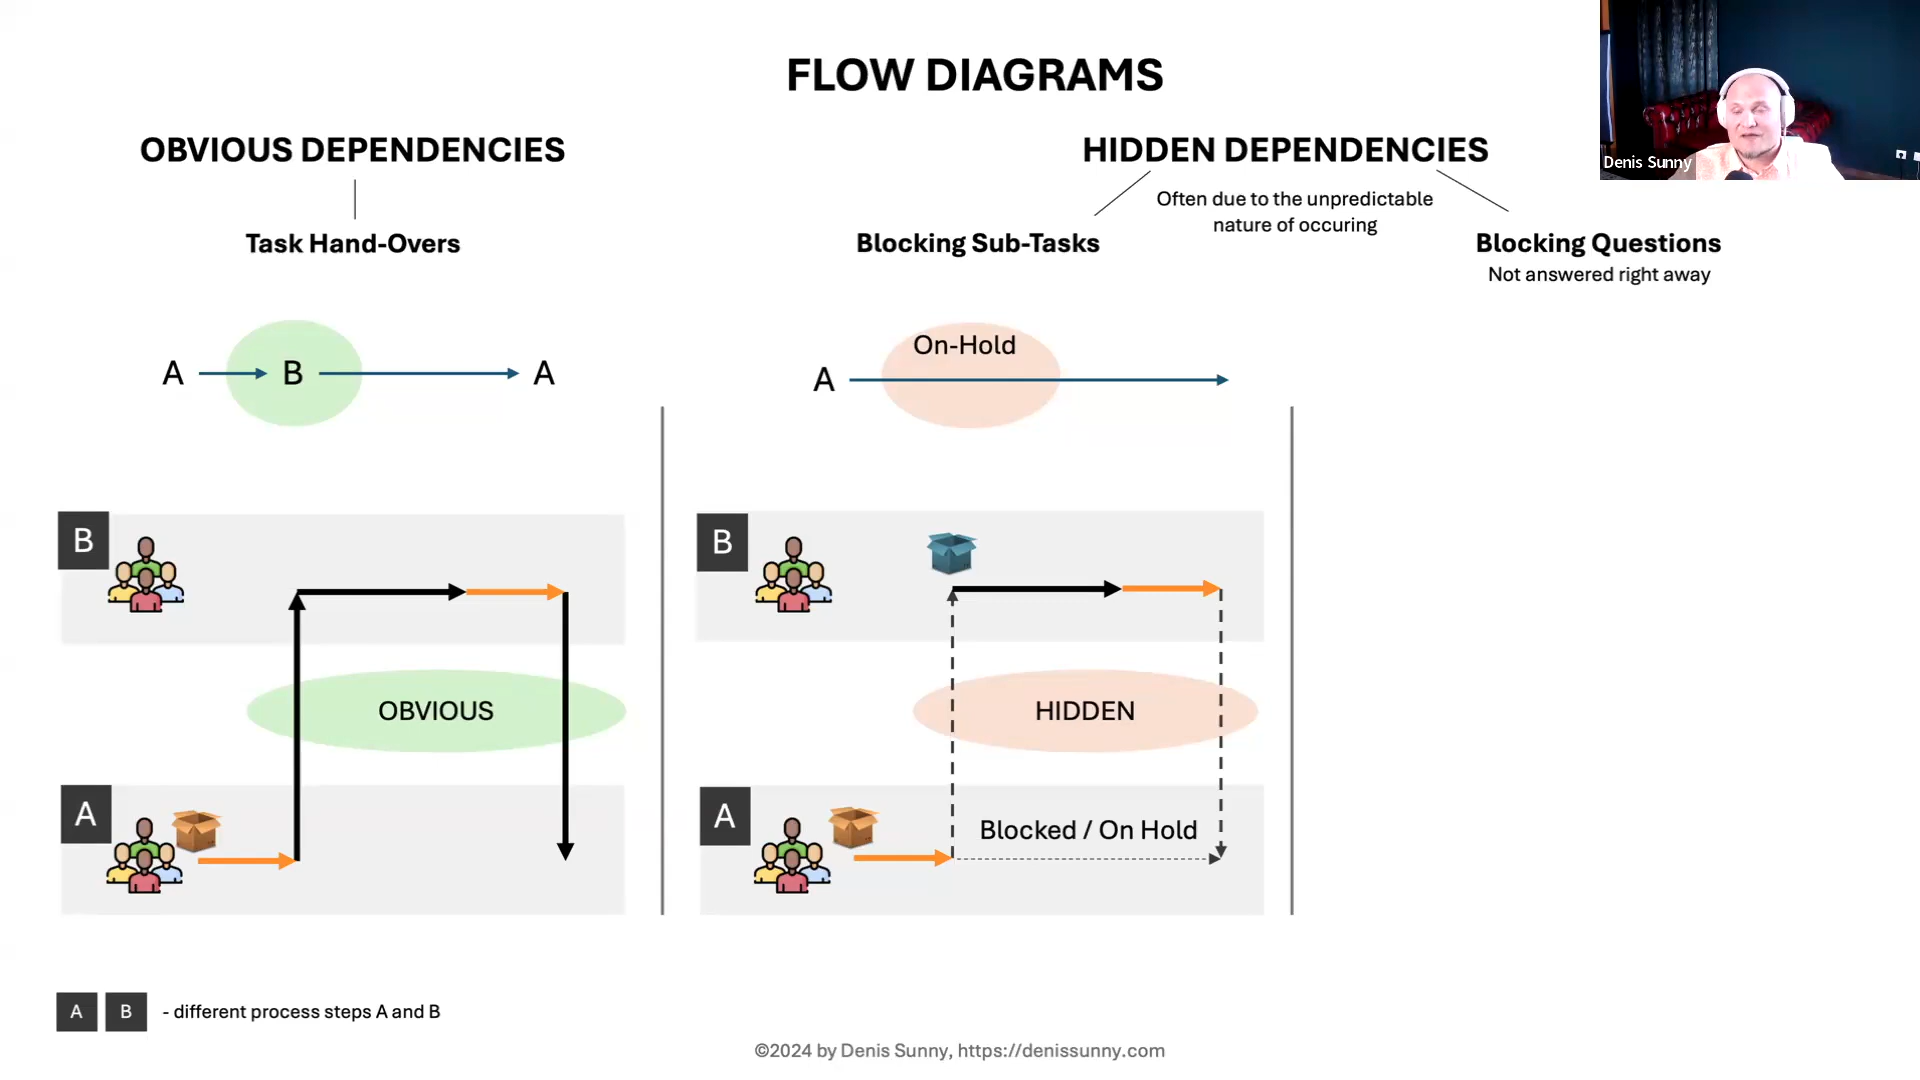 FLOW DIAGRAMS
Denis Sunny
OBVIOUS DEPENDENCIES
Task Hand-Overs
HIDDEN DEPENDENCIES
Often due to the unpredictable
nature of occuring
Blocking Sub-Tasks
Blocking Questions
Not answered right away
A B A
A On-Hold
B
OBVIOUS
A
B
HIDDEN
A
Blocked / On Hold
A B - different process steps A and B
©2024 by Denis Sunny, https://denissunny.com